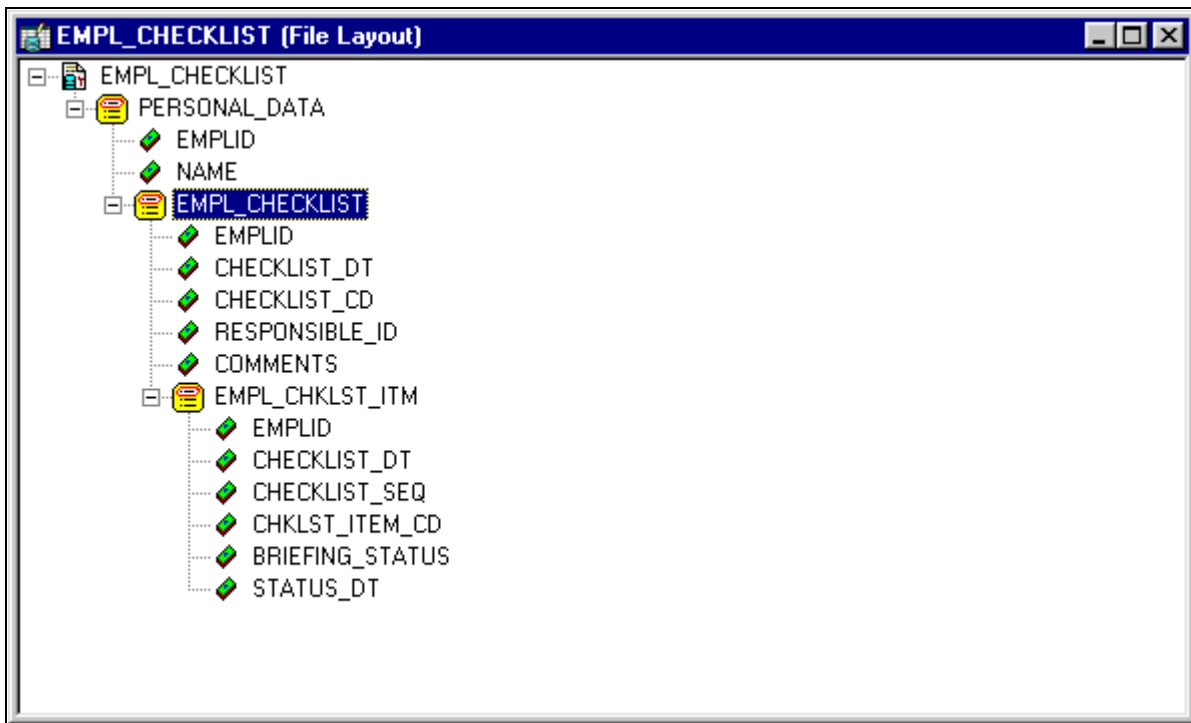 EMPL_CHECKLIST (File Layout)
EMPL_CHECKLIST
PERSONAL_DATA
EMPLID
NAME
EMPL_CHECKLIST
EMPLID
CHECKLIST_DT
CHECKLIST_CD
RESPONSIBLE_ID
COMMENTS
EMPL_CHKLST_ITM
EMPLID
CHECKLIST_DT
CHECKLIST_SEQ
CHKLST_ITEM_CD
BRIEFING_STATUS
STATUS_DT